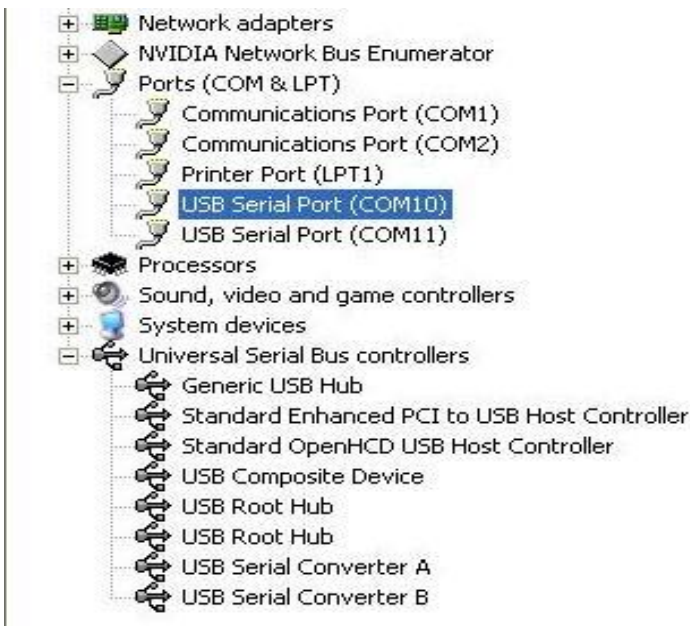 Network adapters
NVIDIA Network Bus Enumerator
Ports (COM & LPT)
Communications Port (COM1)
Communications Port (COM2)
Printer Port (LPT1)
USB Serial Port (COM10)
USB Serial Port (COM11)
Processors
Sound, video and game controllers
System devices
Universal Serial Bus controllers
Generic USB Hub
Standard Enhanced PCI to USB Host Controller
Standard OpenHCD USB Host Controller
USB Composite Device
USB Root Hub
USB Root Hub
USB Serial Converter A
USB Serial Converter B